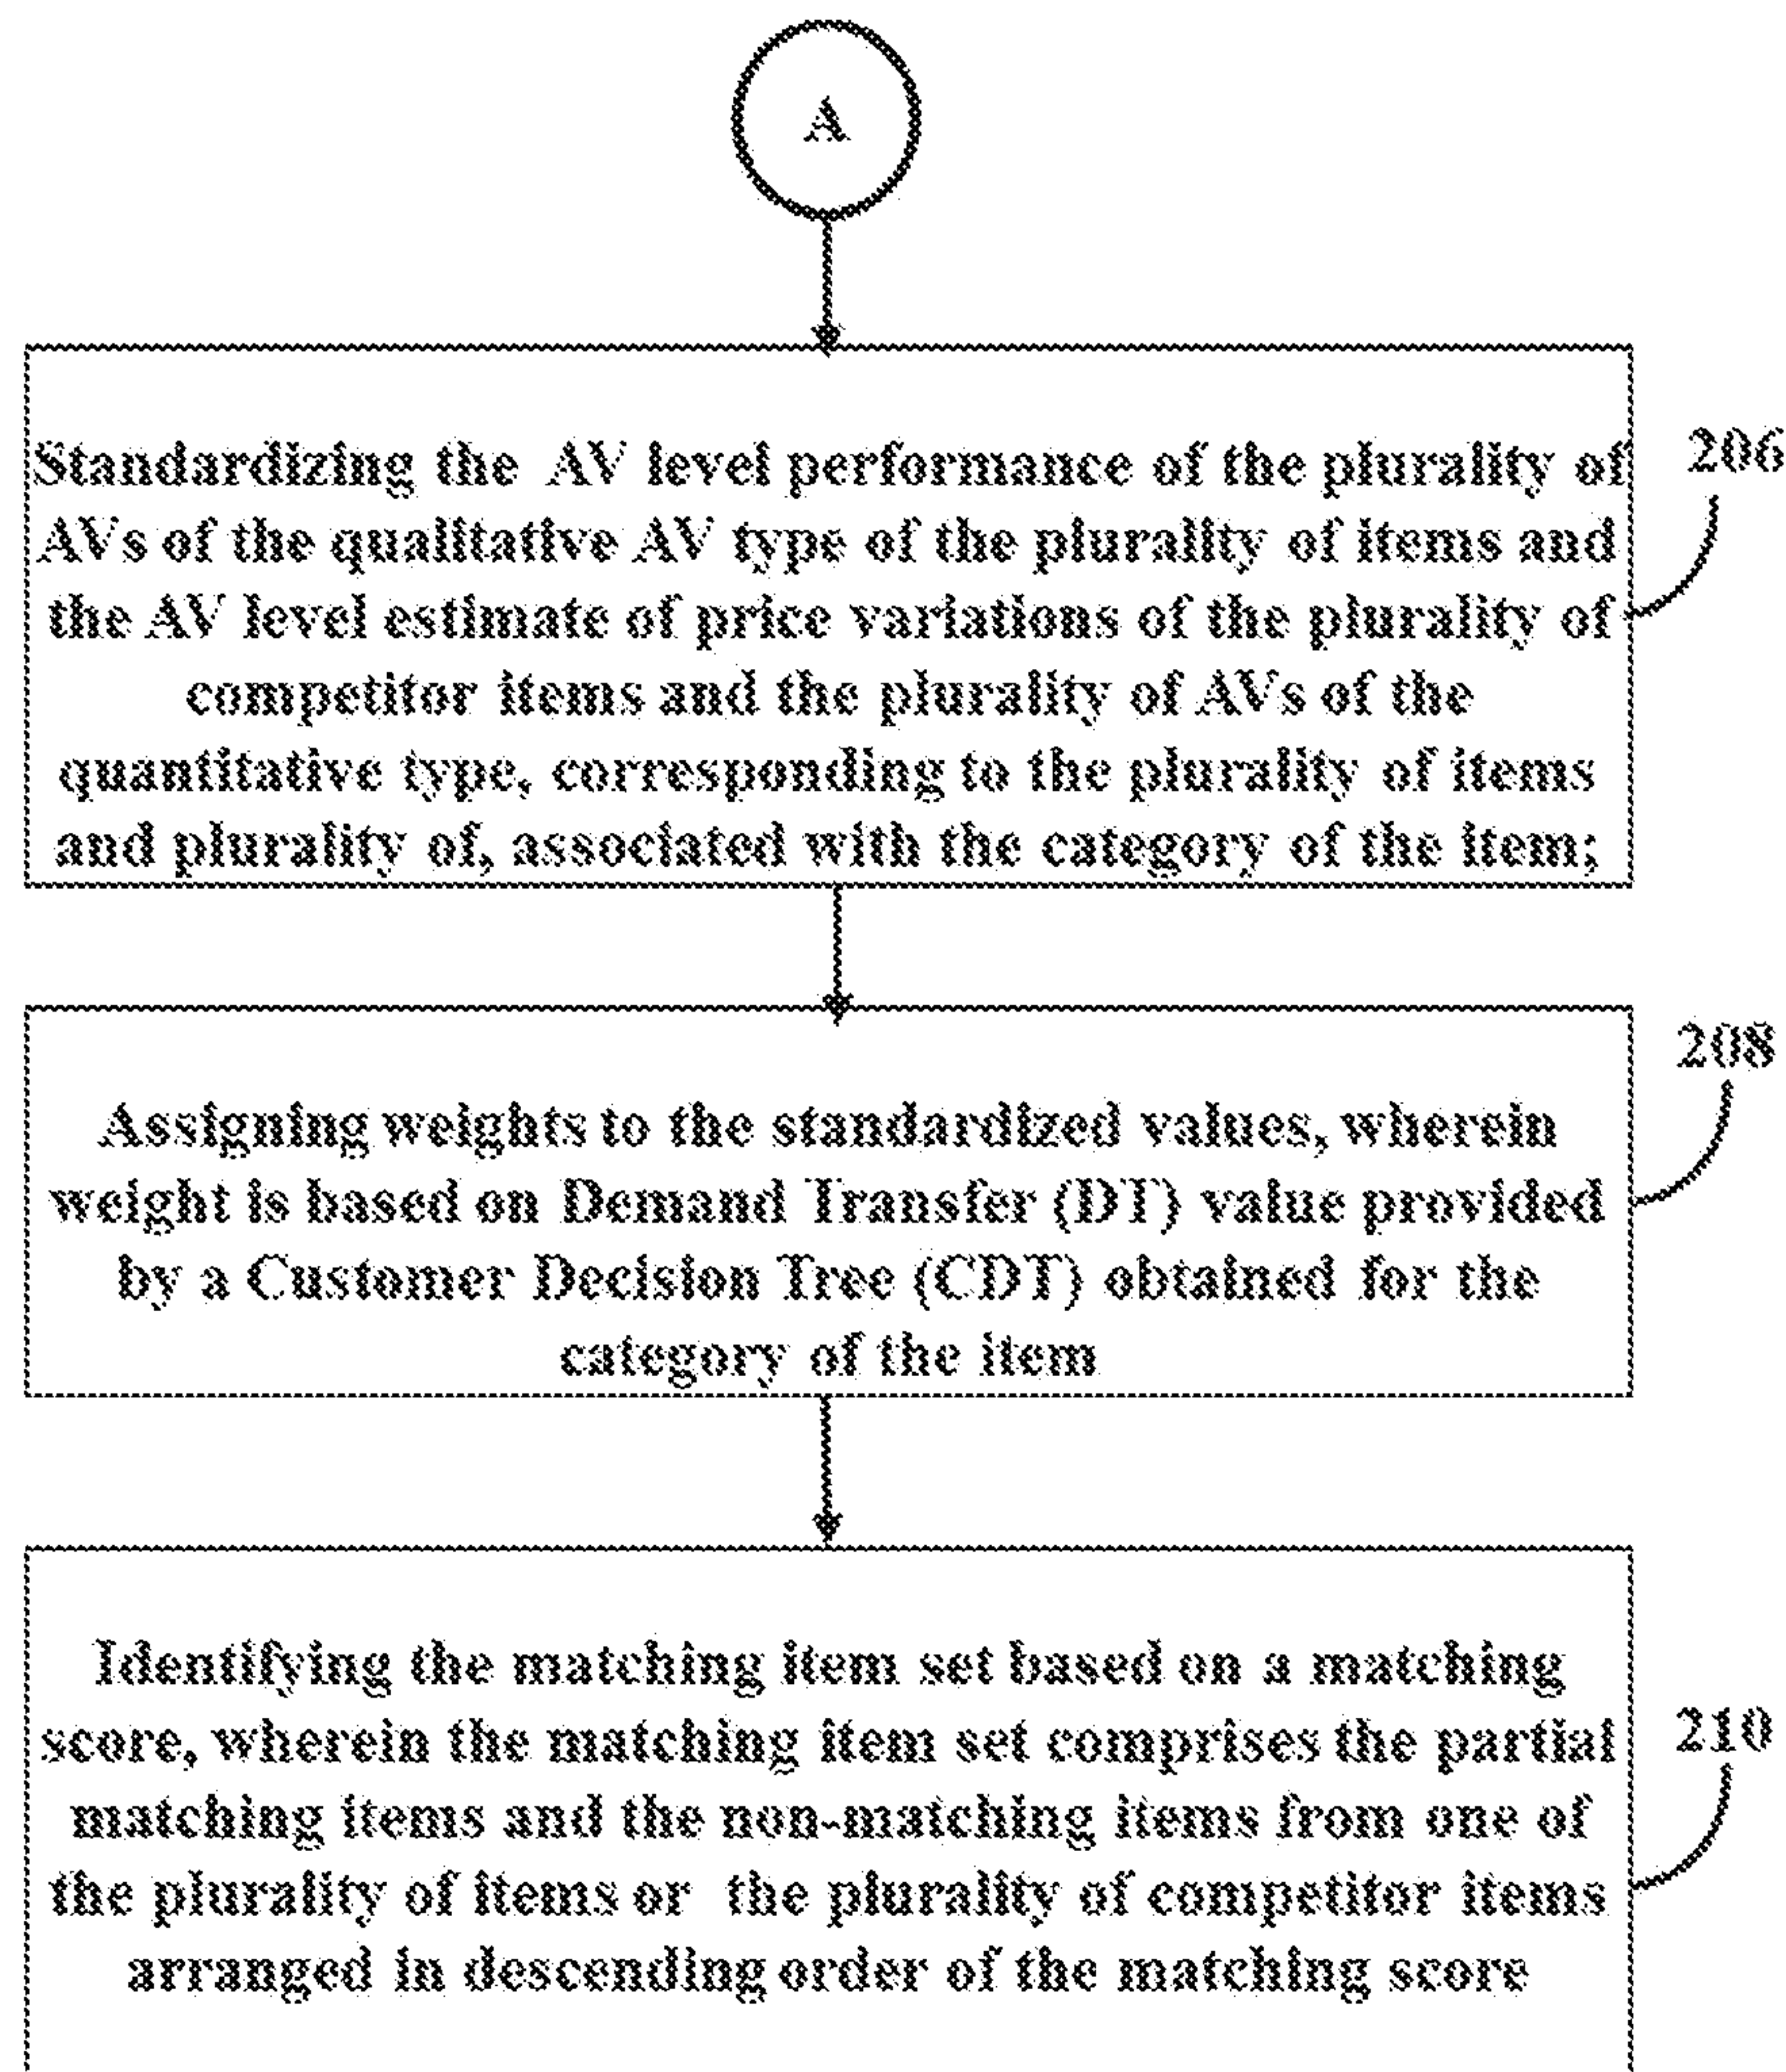 A
Standardizing the AV level performance of the plurality of
AVs of the qualitative AV type of the plurality of items and
the AV level estimate of price variations of the plurality of
competitor items and the plurality of AVs of the
quantitative type, corresponding to the plurality of items
and plurality of, associated with the category of the item;
206
Assigning weights to the standardized values, wherein
weight is based on Demand Transfer (DT) value provided
by a Customer Decision Tree (CDT) obtained for the
category of the item
208
Identifying the matching item set based on a matching
score, wherein the matching item set comprises the partial
matching items and the non-matching items from one of
the plurality of items or the plurality of competitor items
arranged in descending order of the matching score
210